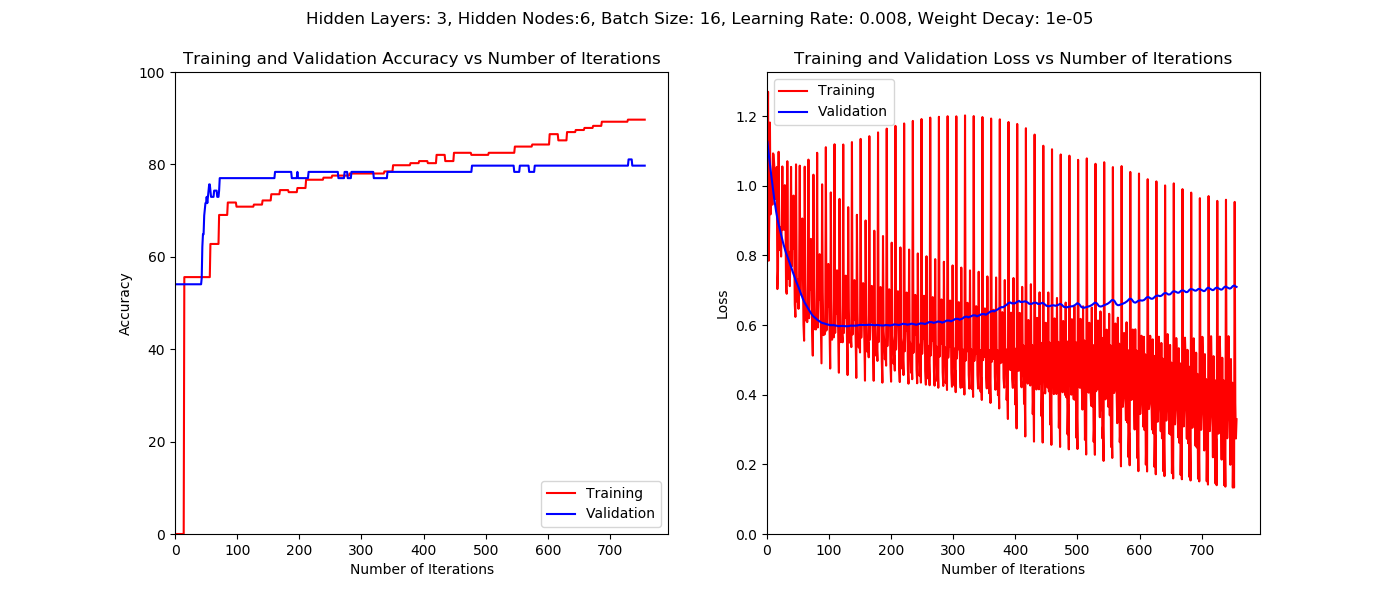 Hidden Layers: 3, Hidden Nodes:6, Batch Size: 16, Learning Rate: 0.008, Weight Decay: 1e-05
Training and Validation Accuracy vs Number of Iterations
100
80
60
40
20
0
Accuracy
Training
Validation
0 100 200 300 400 500 600 700
Number of Iterations
Training and Validation Loss vs Number of Iterations
Training
Validation
1.2
1.0
0.8
0.6
0.4
0.2
0.0
Loss
0 100 200 300 400 500 600 700
Number of Iterations